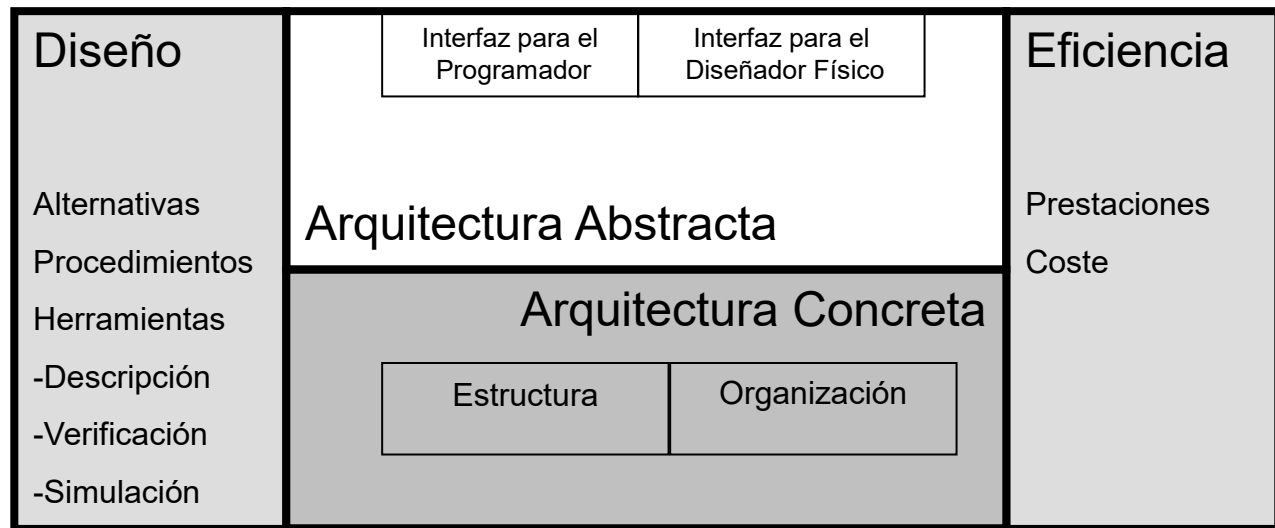 Diseño
Alternativas
Procedimientos
Herramientas
-Descripción
-Verificación
-Simulación
Interfaz para el
Programador
Interfaz para el
Diseñador Físico
Arquitectura Abstracta
Arquitectura Concreta
Estructura
Organización
Eficiencia
Prestaciones
Coste